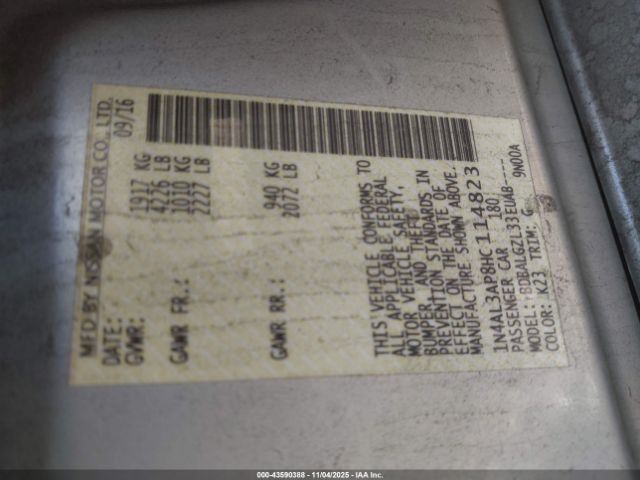 MFD BY NISSAN MOTOR CO., LTD.
DATE: 09/16
GVWR: 1917 KG
4226 LB
GAWR FR.: 1010 KG
2227 LB
GAWR RR.: 940 KG
2072 LB
THIS VEHICLE CONFORMS TO
ALL APPLICABLE FEDERAL
MOTOR VEHICLE SAFETY,
BUMPER, AND THEFT
PREVENTION STANDARDS IN
EFFECT ON THE DATE OF
MANUFACTURE SHOWN ABOVE.
1N4AL3AP8HC114823
PASSENGER CAR 180
MODEL: BDBALGZL33EUAB----
COLOR: K23 TRIM: G 9N00A
000-43590388 - 11/04/2025 - IAA Inc.